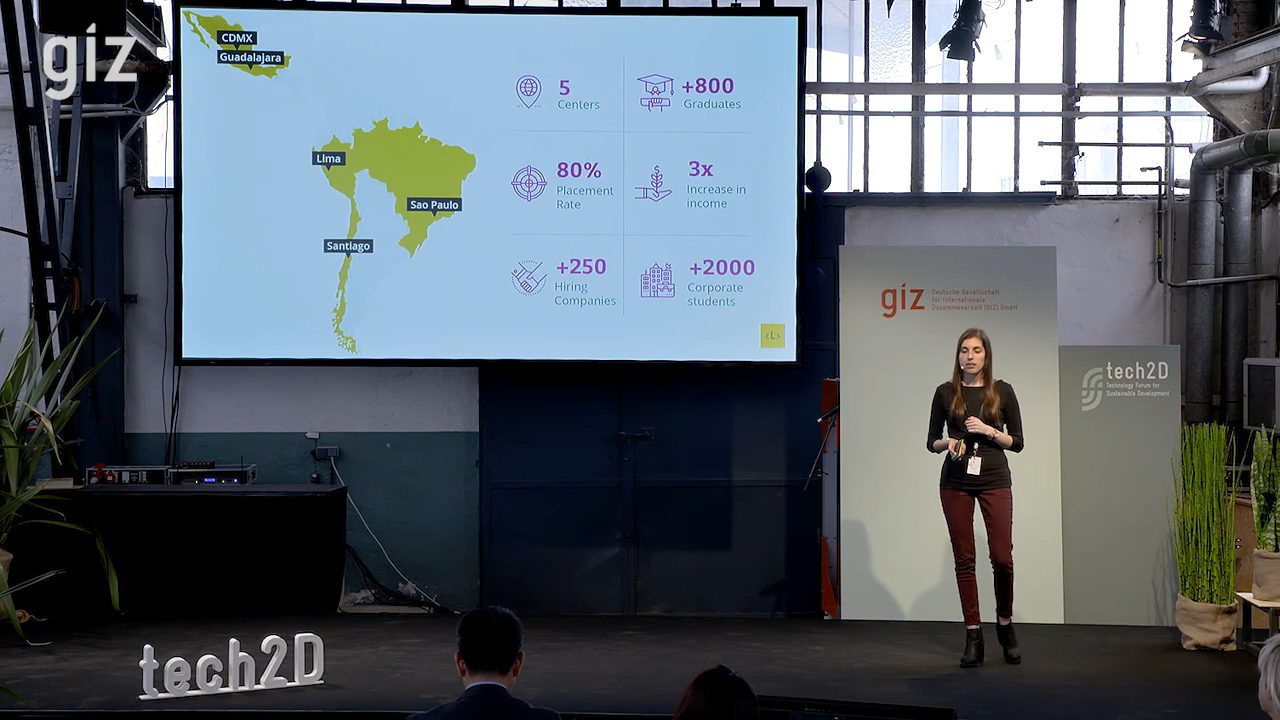 giz
CDMX
Guadalajara
Lima
Sao Paulo
Santiago
5
Centers
+800
Graduates
80%
Placement
Rate
3x
Increase in
income
+250
Hiring
Companies
+2000
Corporate
students
<L>
giz
Deutsche Gesellschaft
für Internationale
Zusammenarbeit (GIZ) GmbH
tech2D
Technology Forum for
Sustainable Development
tech2D